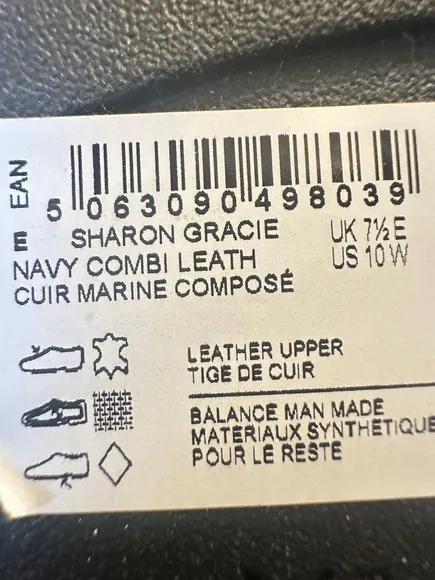 EAN
5 063090 498039
E SHARON GRACIE UK 7½ E
NAVY COMBI LEATH US 10 W
CUIR MARINE COMPOSÉ
LEATHER UPPER
TIGE DE CUIR
BALANCE MAN MADE
MATERIAUX SYNTHÉTIQUE
POUR LE RESTE